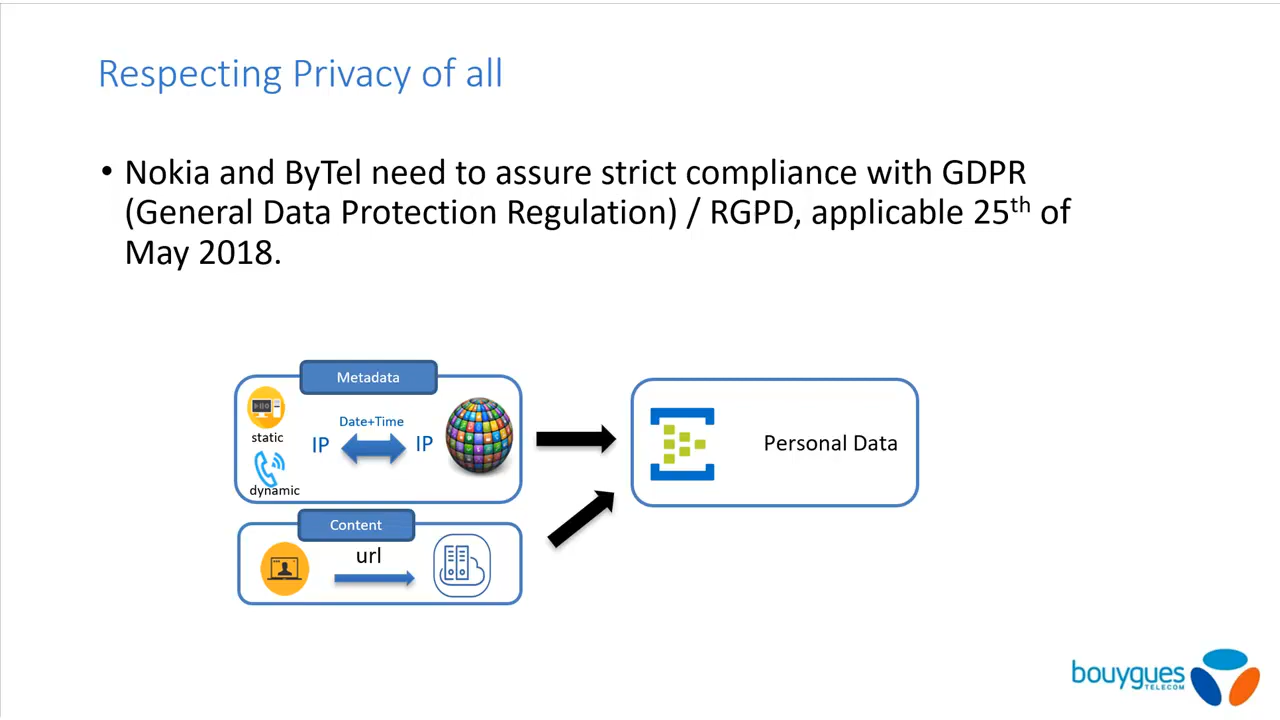 Respecting Privacy of all
• Nokia and ByTel need to assure strict compliance with GDPR
(General Data Protection Regulation) / RGPD, applicable 25th of
May 2018.
Metadata
static
dynamic
IP
Date+Time
IP
Personal Data
Content
url
bouygues
TELECOM